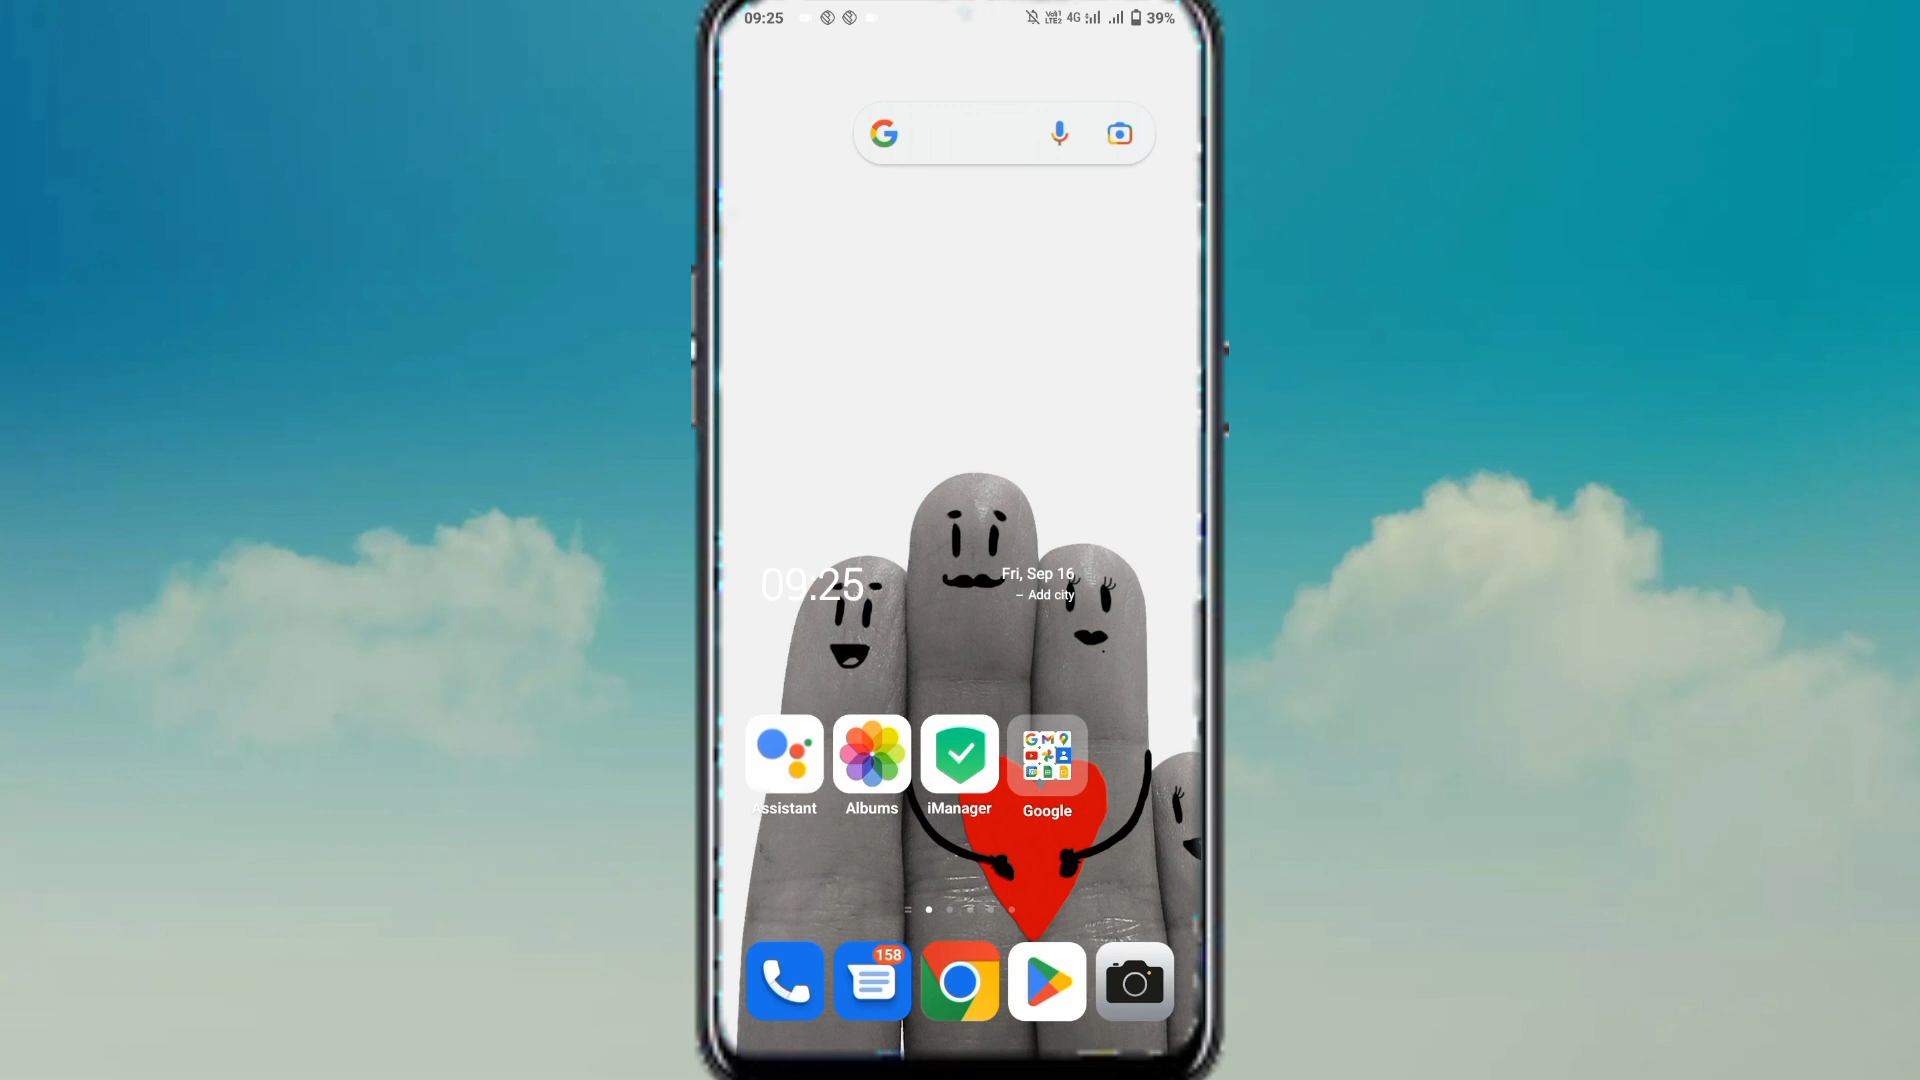 09:25
4G
39%
09:25
Fri, Sep 16
– Add city
Assistant
Albums
iManager
Google
158